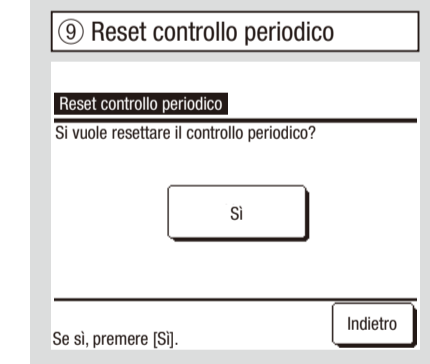 ⑨ Reset controllo periodico
Reset controllo periodico
Si vuole resettare il controllo periodico?
Sì
Indietro
Se sì, premere [Sì].